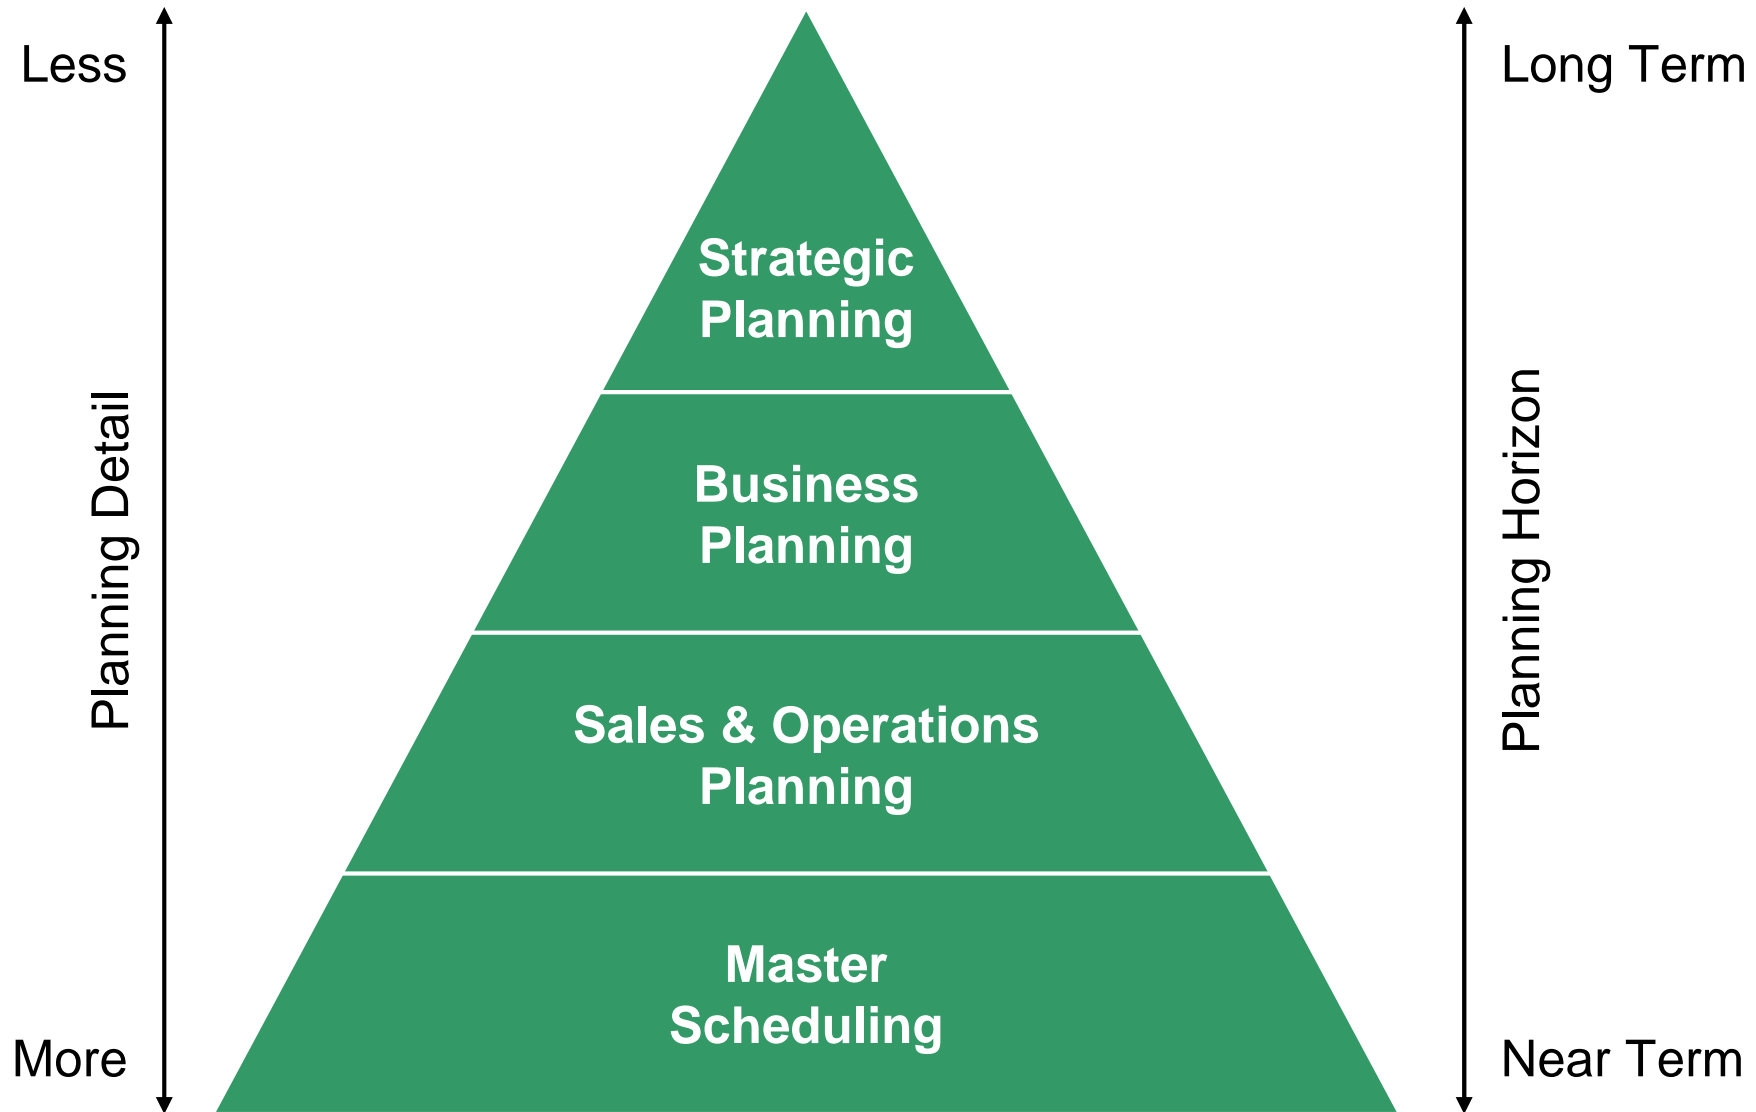 Less
Long Term
Strategic
Planning
Planning Detail
Planning Horizon
Business
Planning
Sales & Operations
Planning
Master
Scheduling
More
Near Term